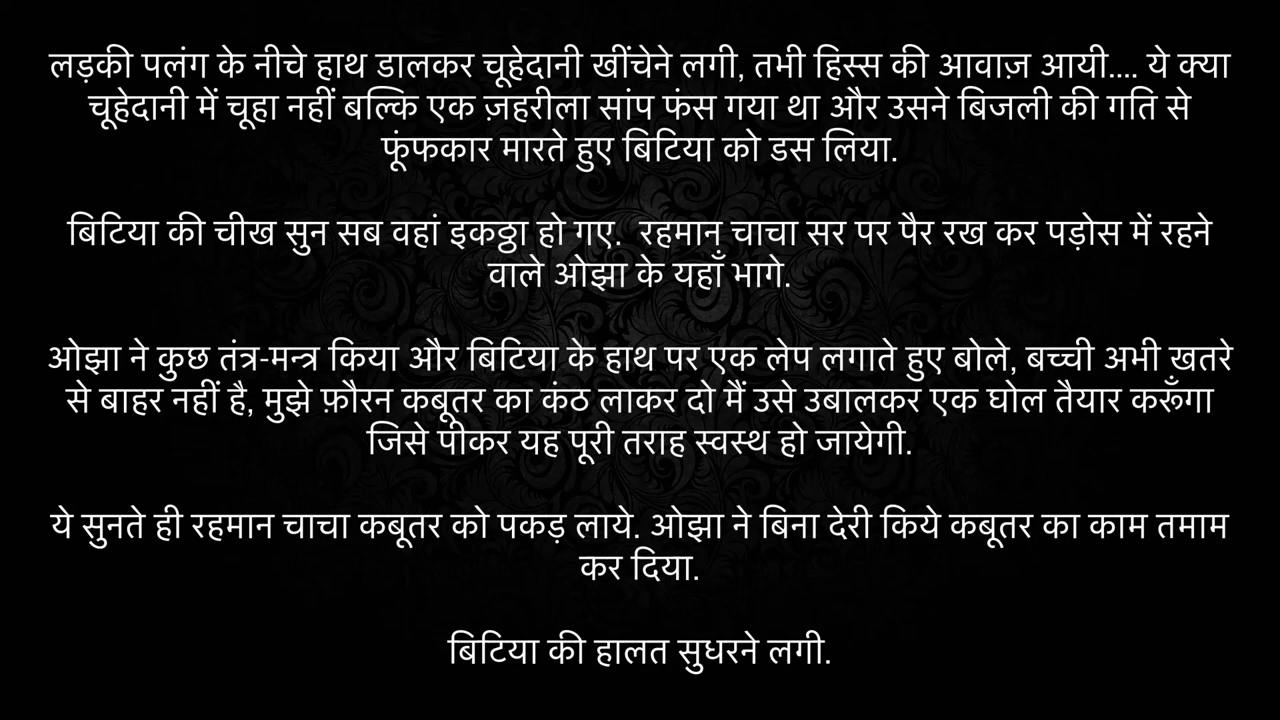 लड़की पलंग के नीचे हाथ डालकर चूहेदानी खींचेने लगी, तभी हिस्स की आवाज़ आयी.... ये क्या
चूहेदानी में चूहा नहीं बल्कि एक ज़हरीला सांप फंस गया था और उसने बिजली की गति से
फूंफकार मारते हुए बिटिया को डस लिया.
बिटिया की चीख सुन सब वहां इकठ्ठा हो गए. रहमान चाचा सर पर पैर रख कर पड़ोस में रहने
वाले ओझा के यहाँ भागे.
ओझा ने कुछ तंत्र-मन्त्र किया और बिटिया के हाथ पर एक लेप लगाते हुए बोले, बच्ची अभी ख़तरे
से बाहर नहीं है, मुझे फ़ौरन कबूतर का कंठ लाकर दो मैं उसे उबालकर एक घोल तैयार करूँगा
जिसे पीकर यह पूरी तराह स्वस्थ हो जायेगी.
ये सुनते ही रहमान चाचा कबूतर को पकड़ लाये. ओझा ने बिना देरी किये कबूतर का काम तमाम
कर दिया.
बिटिया की हालत सुधरने लगी.